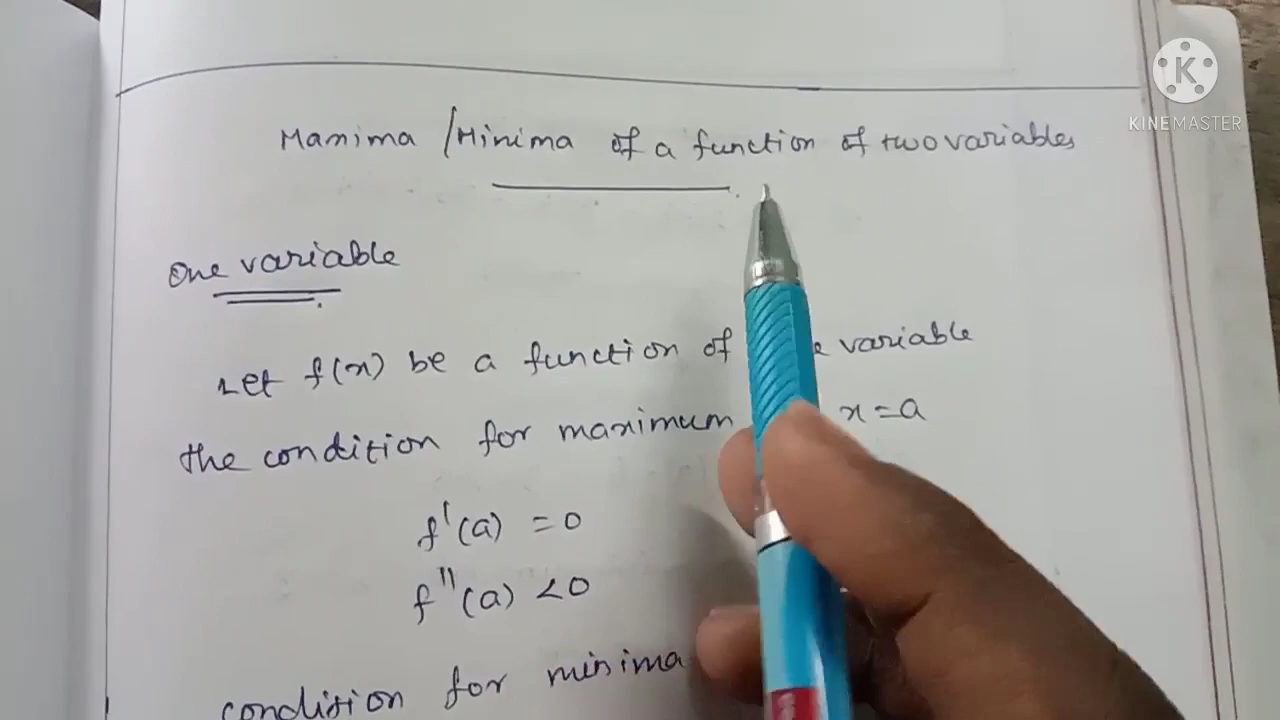 Maxima /Minima of a function of two variables
One variable
Let f(x) be a function of variable
the condition for maximum x=a
f'(a) = 0
f''(a) <0
condition for minima
K
KINEMASTER